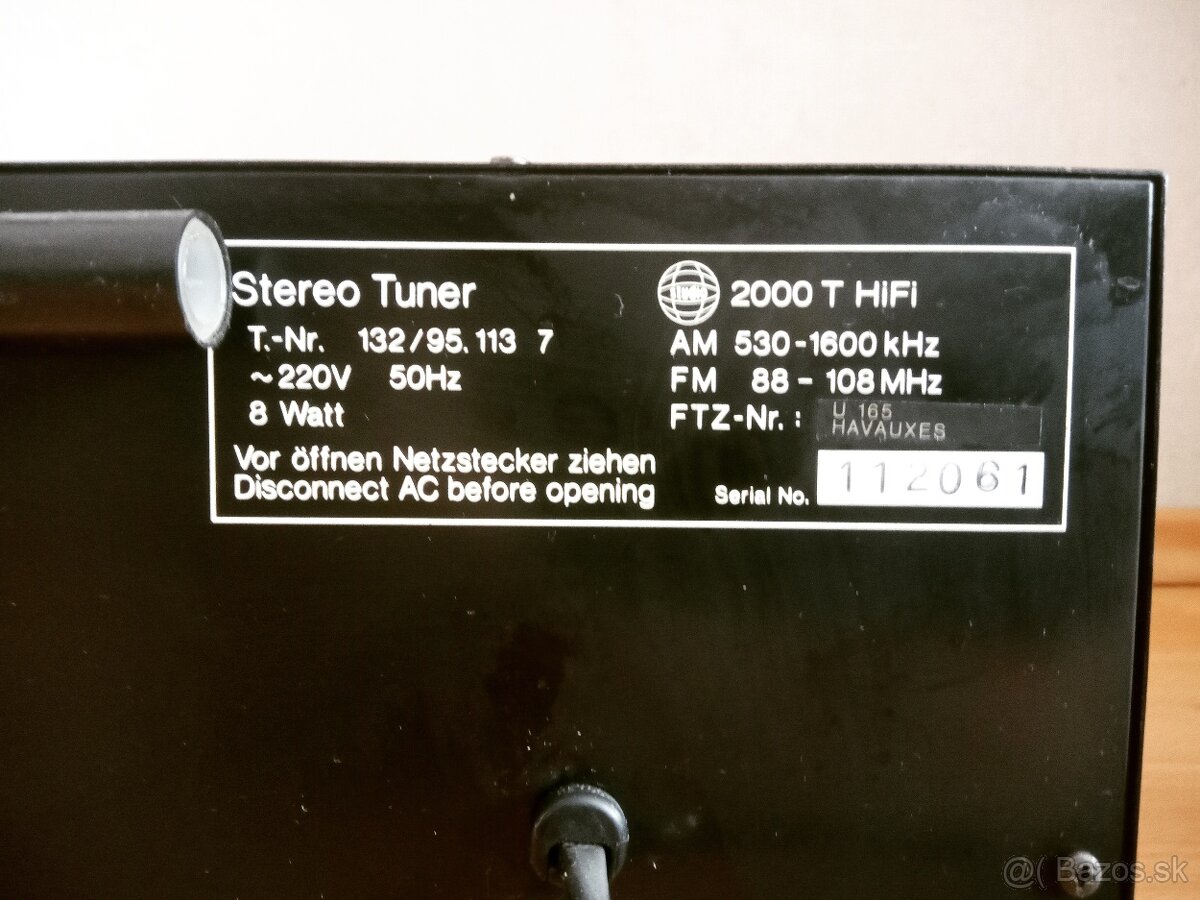 Stereo Tuner
T.-Nr. 132/95.113 7
~220V 50Hz
8 Watt
Vor öffnen Netzstecker ziehen
Disconnect AC before opening
STUDIO 2000 T HiFi
AM 530-1600 kHz
FM 88 - 108 MHz
FTZ-Nr.: U 165
HAVAUXES
Serial No. 112061
@( Bazos.sk